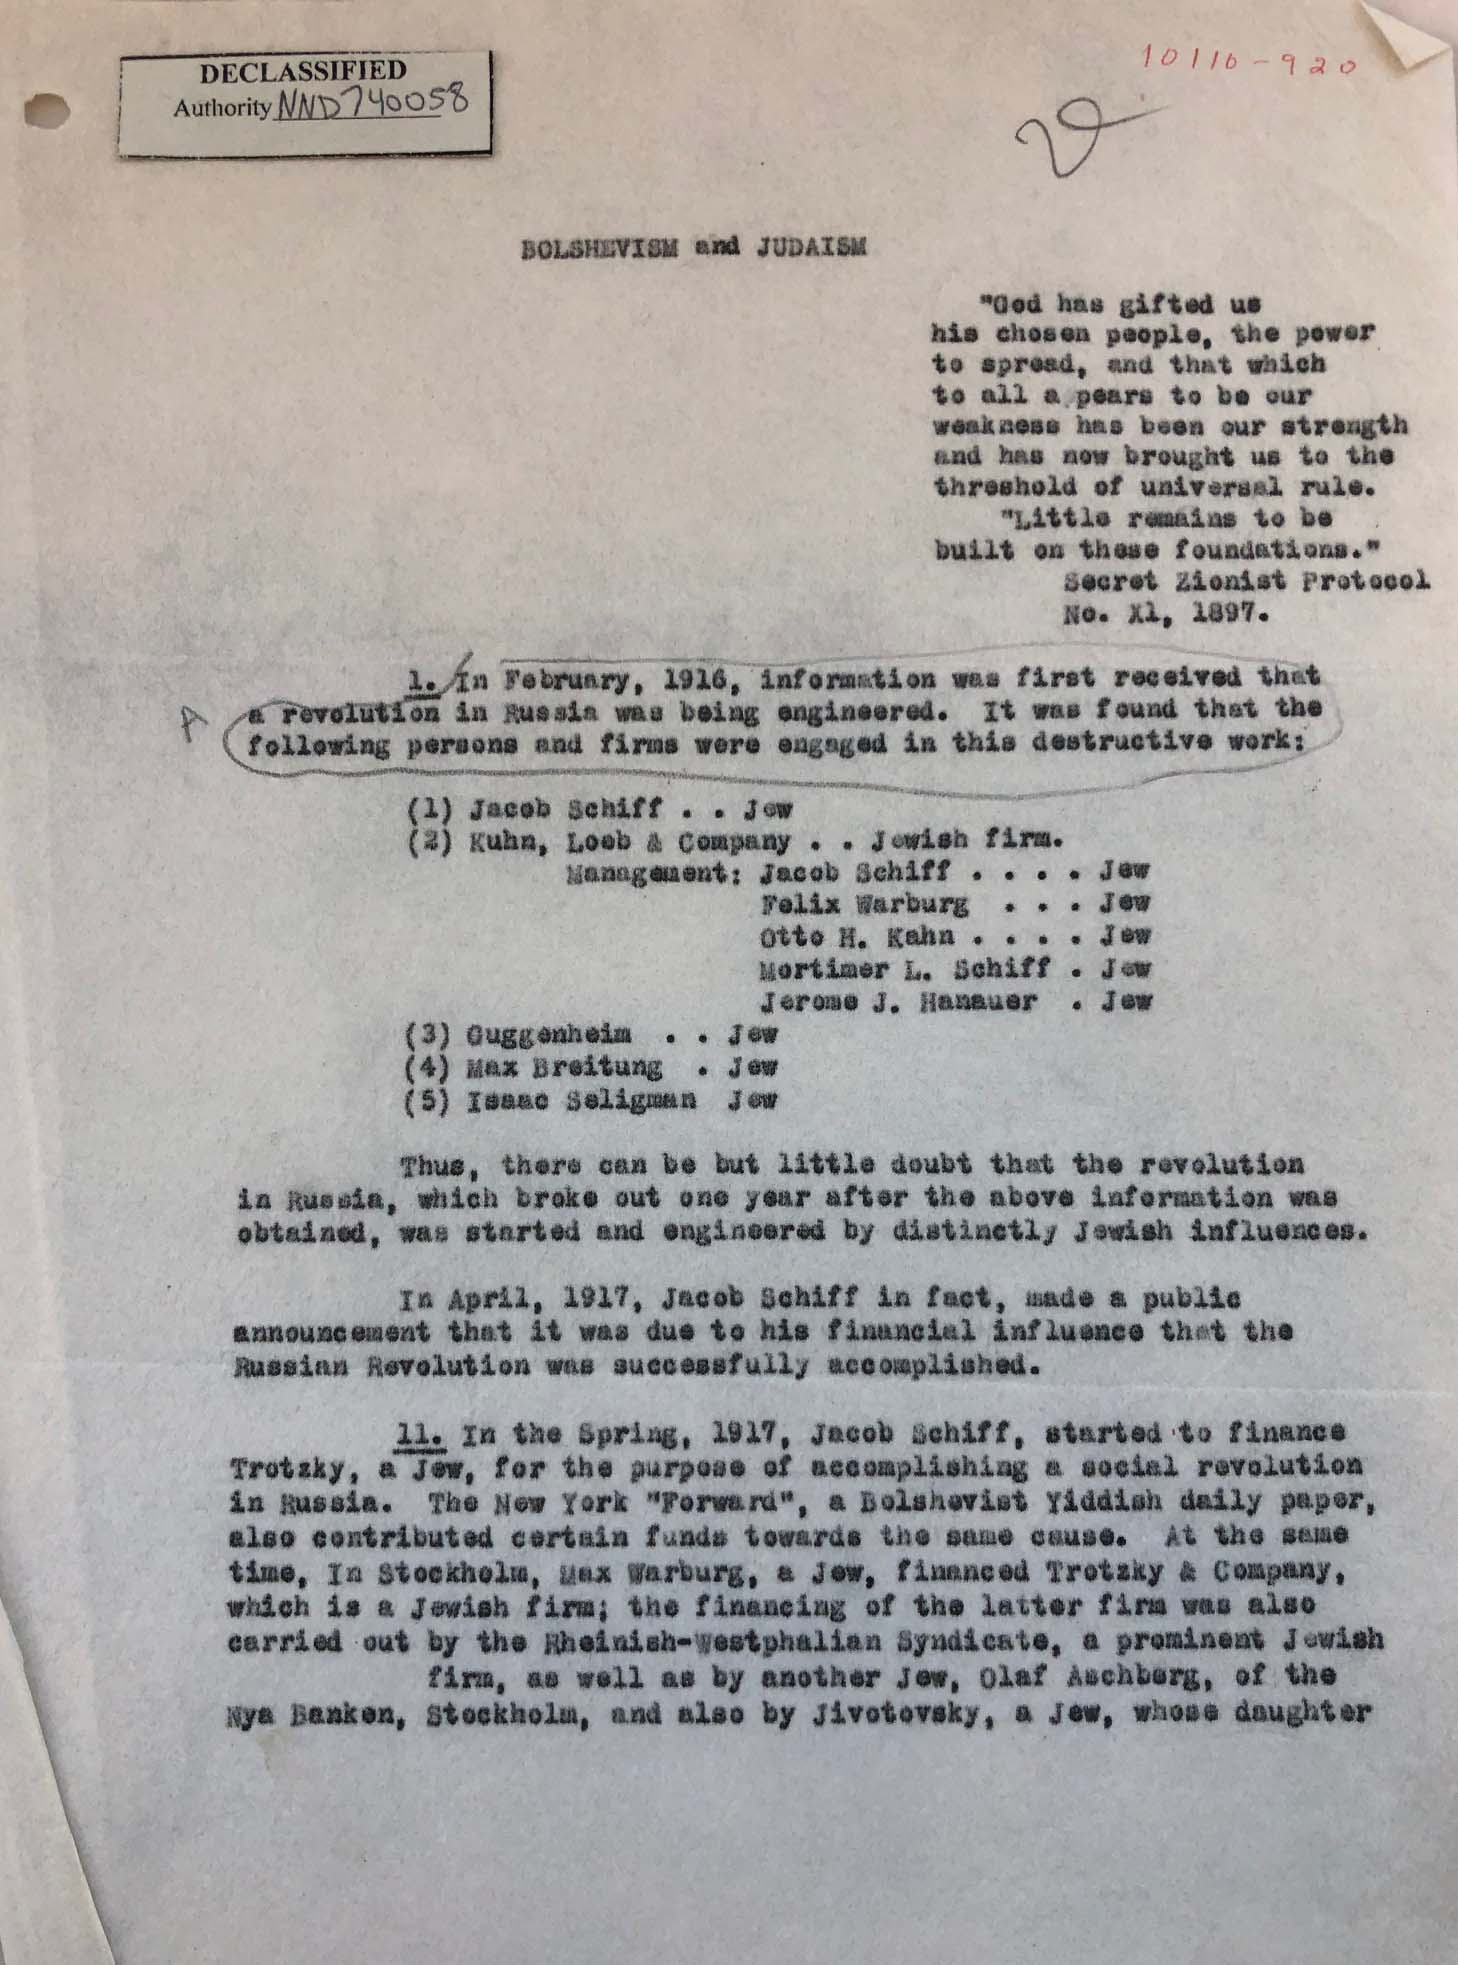 DECLASSIFIED
Authority NND740058
10110-920
BOLSHEVISM and JUDAISM
"God has gifted us
his chosen people, the power
to spread, and that which
to all a pears to be our
weakness has been our strength
and has now brought us to the
threshold of universal rule.
"Little remains to be
built on these foundations."
Secret Zionist Protocol
No. X1, 1897.
1. In February, 1916, information was first received that
A a revolution in Russia was being engineered. It was found that the
following persons and firms were engaged in this destructive work:
(1) Jacob Schiff . . Jew
(2) Kuhn, Loeb & Company . . Jewish firm.
Management: Jacob Schiff . . . . Jew
Felix Warburg . . . Jew
Otto H. Kahn . . . . Jew
Mortimer L. Schiff . Jew
Jerome J. Hanauer . Jew
(3) Guggenheim . . Jew
(4) Max Breitung . Jew
(5) Isaac Seligman Jew
Thus, there can be but little doubt that the revolution
in Russia, which broke out one year after the above information was
obtained, was started and engineered by distinctly Jewish influences.
In April, 1917, Jacob Schiff in fact, made a public
announcement that it was due to his financial influence that the
Russian Revolution was successfully accomplished.
11. In the Spring, 1917, Jacob Schiff, started to finance
Trotzky, a Jew, for the purpose of accomplishing a social revolution
in Russia. The New York "Forward", a Bolshevist Yiddish daily paper,
also contributed certain funds towards the same cause. At the same
time, In Stockholm, Max Warburg, a Jew, financed Trotzky & Company,
which is a Jewish firm; the financing of the latter firm was also
carried out by the Rheinish-Westphalian Syndicate, a prominent Jewish
firm, as well as by another Jew, Olaf Aschberg, of the
Nya Banken, Stockholm, and also by Jivotovsky, a Jew, whose daughter